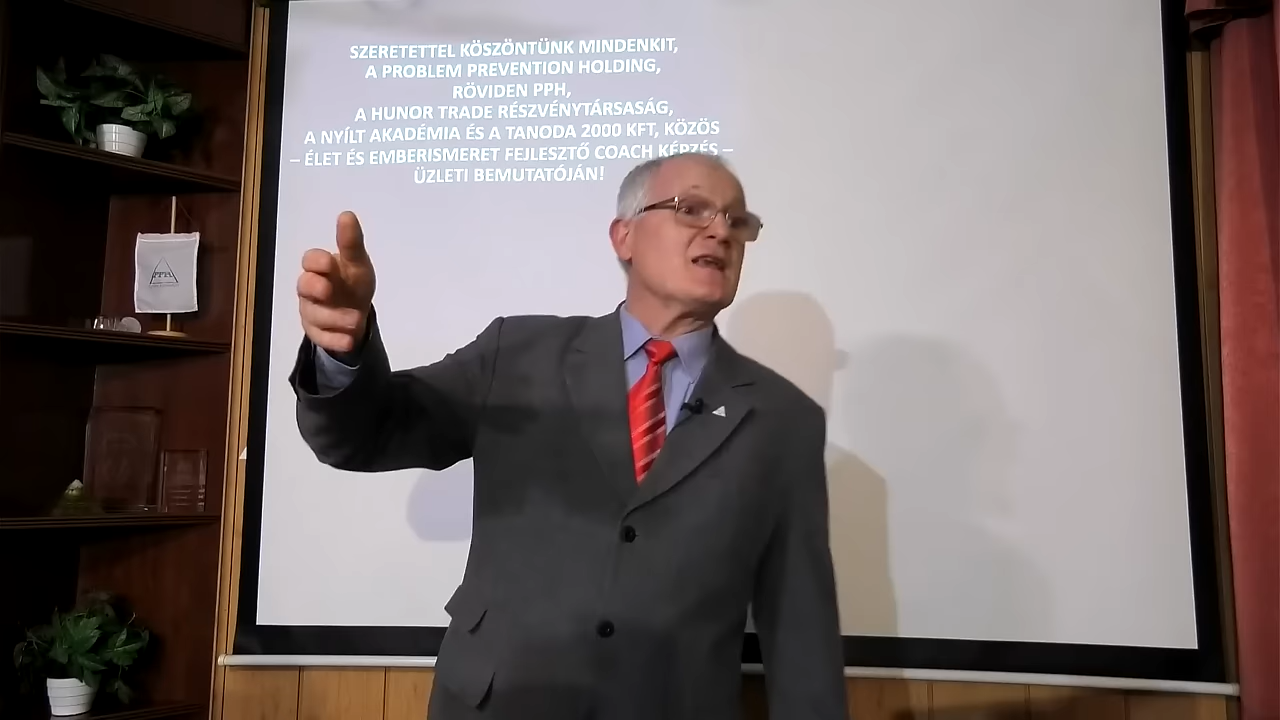 SZERETETTEL KÖSZÖNTÜNK MINDENKIT,
A PROBLEM PREVENTION HOLDING,
RÖVIDEN PPH,
A HUNOR TRADE RÉSZVÉNYTÁRSASÁG,
A NYÍLT AKADÉMIA ÉS A TANODA 2000 KFT, KÖZÖS
– ÉLET ÉS EMBERISMERET FEJLESZTŐ COACH KÉPZÉS –
ÜZLETI BEMUTATÓJÁN!
PPH